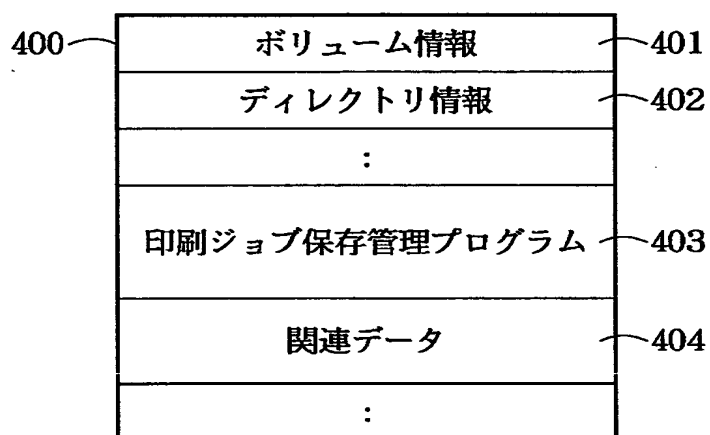 400 ボリューム情報 401
ディレクトリ情報 402
:
印刷ジョブ保存管理プログラム 403
関連データ 404
: